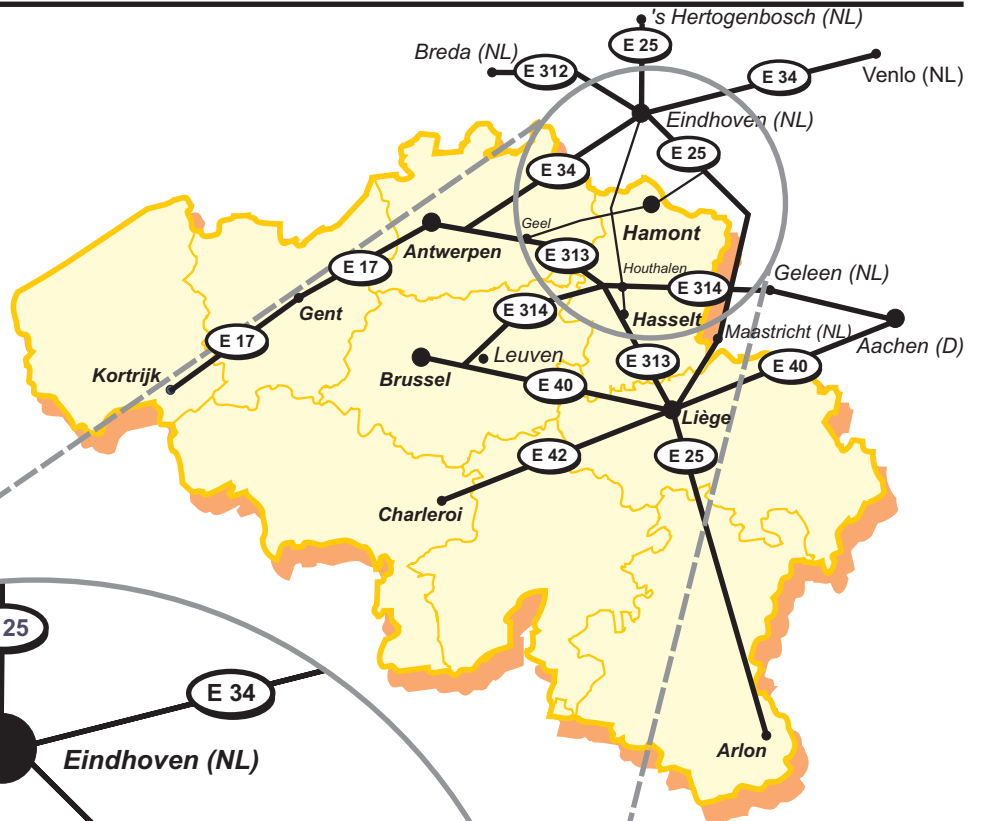 's Hertogenbosch (NL)
E 25
Breda (NL)
E 312
E 34
Venlo (NL)
Eindhoven (NL)
E 25
E 34
Geel
Hamont
Antwerpen
E 313
E 17
Houthalen
Geleen (NL)
E 314
E 314
Gent
Hasselt
Maastricht (NL)
Aachen (D)
E 17
Leuven
E 313
E 40
Kortrijk
Brussel
E 40
Liège
E 42
E 25
Charleroi
25
E 34
Eindhoven (NL)
Arlon